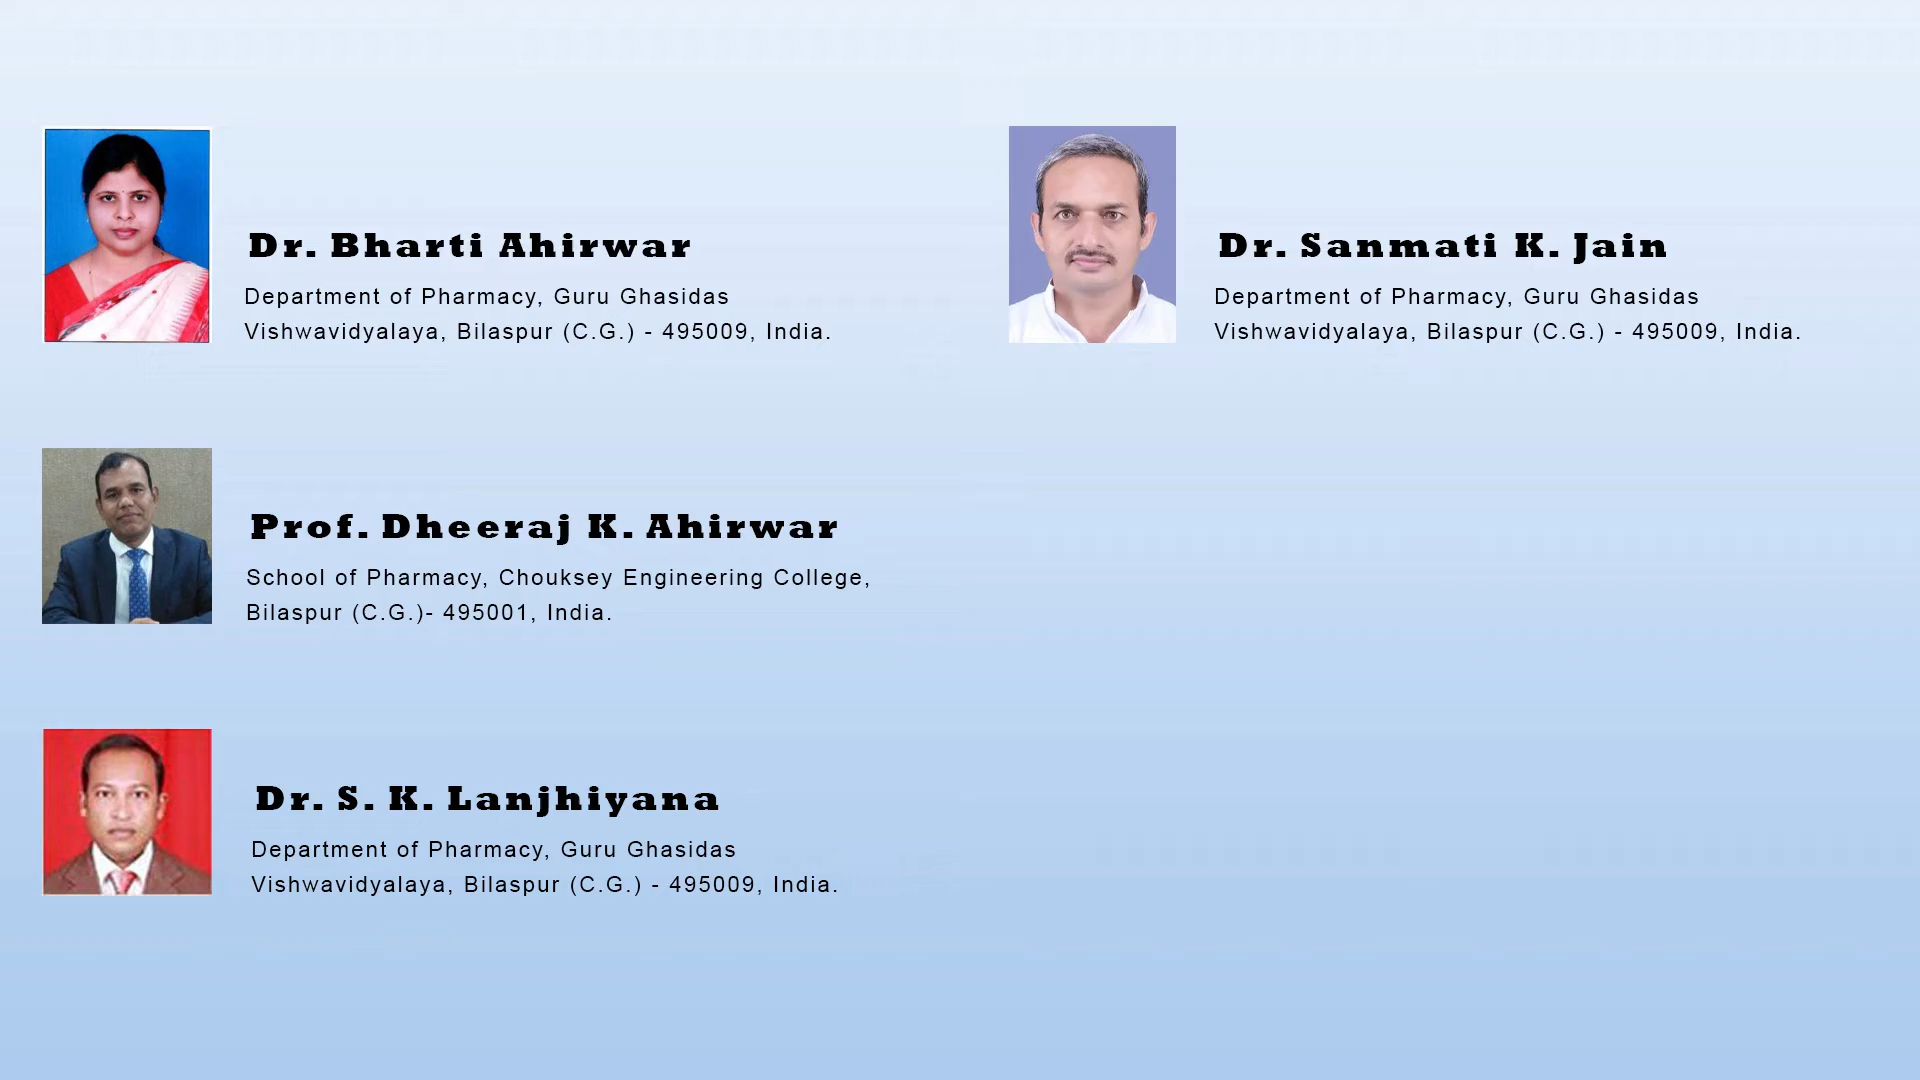 Dr. Bharti Ahirwar
Department of Pharmacy, Guru Ghasidas
Vishwavidyalaya, Bilaspur (C.G.) - 495009, India.
Dr. Sanmati K. Jain
Department of Pharmacy, Guru Ghasidas
Vishwavidyalaya, Bilaspur (C.G.) - 495009, India.
Prof. Dheeraj K. Ahirwar
School of Pharmacy, Chouksey Engineering College,
Bilaspur (C.G.)- 495001, India.
Dr. S. K. Lanjhiyana
Department of Pharmacy, Guru Ghasidas
Vishwavidyalaya, Bilaspur (C.G.) - 495009, India.